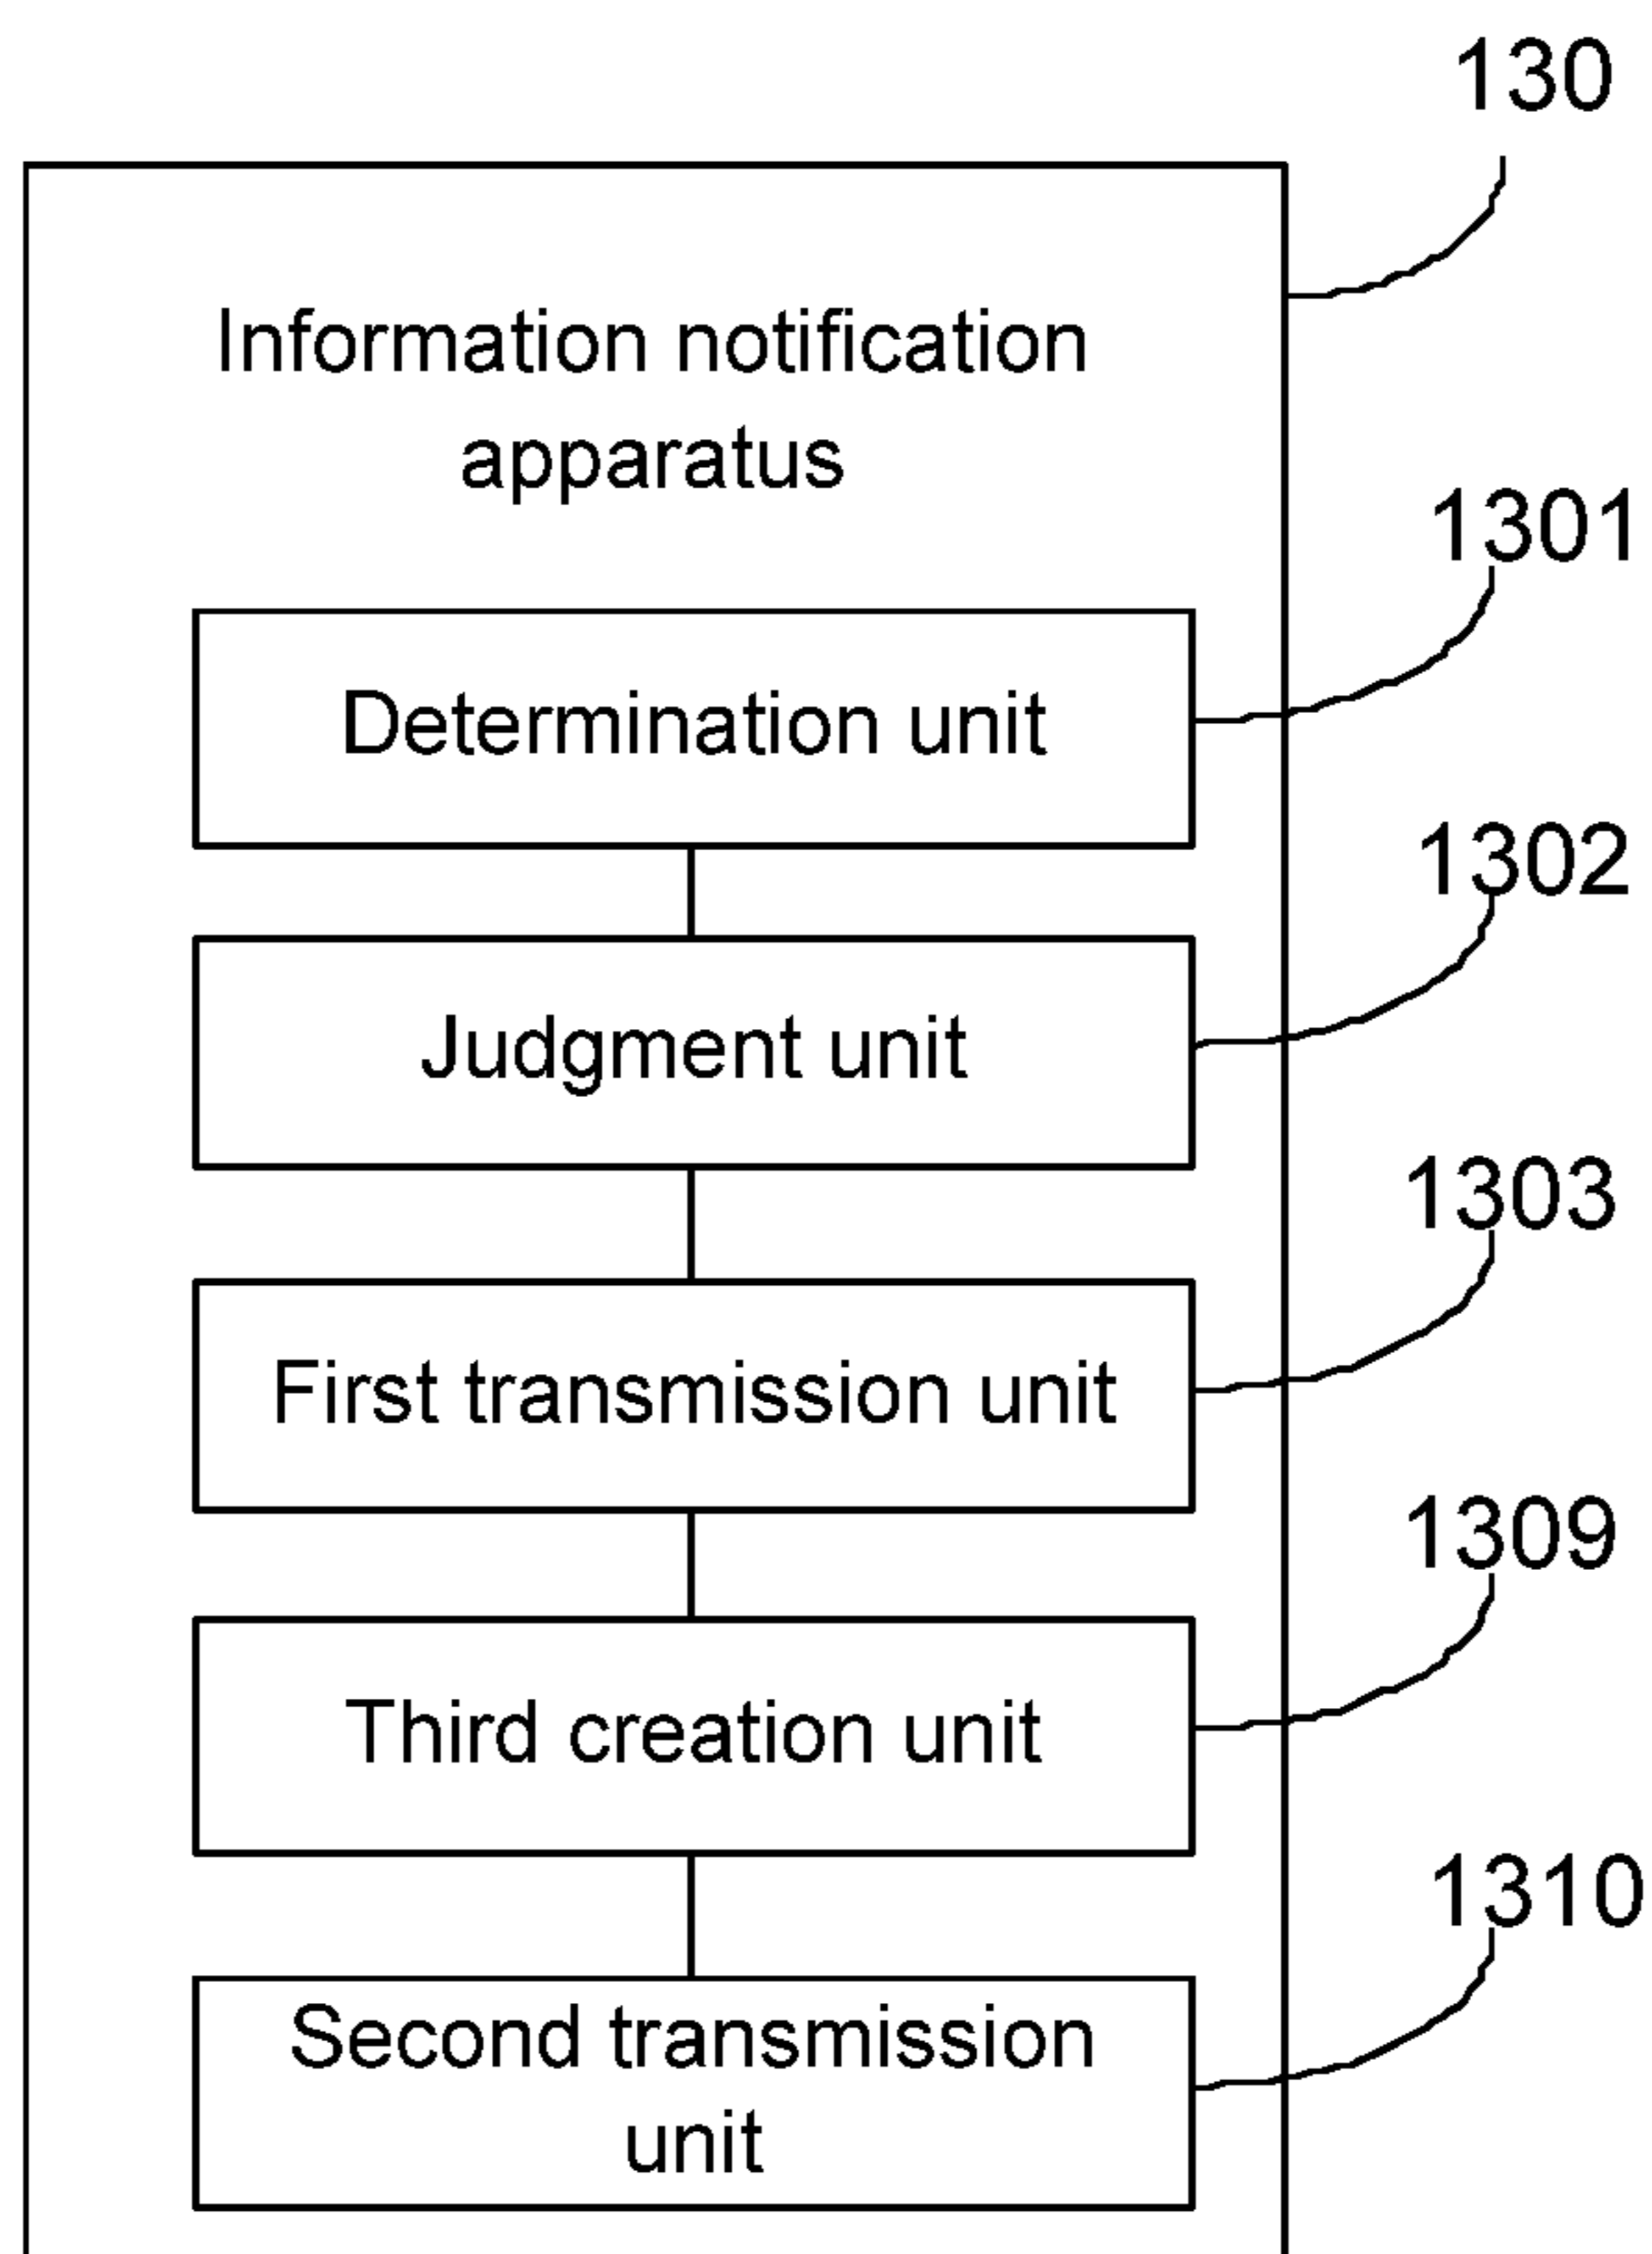 130
Information notification
apparatus
1301
Determination unit
1302
Judgment unit
1303
First transmission unit
1309
Third creation unit
1310
Second transmission
unit